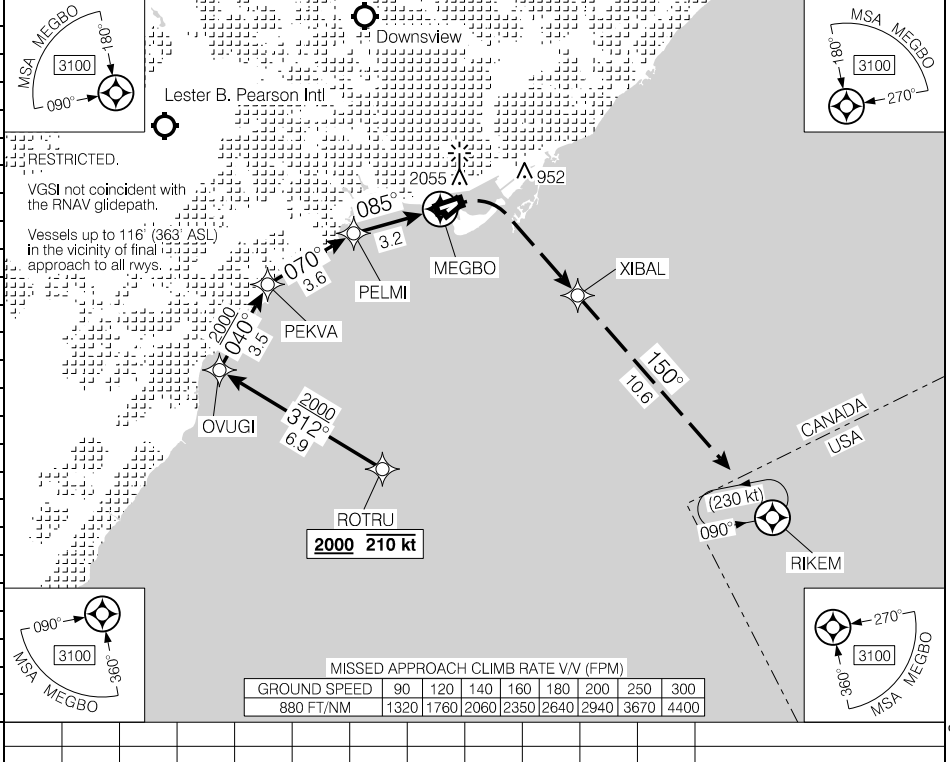 MSA MEGBO
180°
3100
090°
Downsview
MSA MEGBO
180°
3100
270°
Lester B. Pearson Intl
RESTRICTED.
VGSI not coincident with
the RNAV glidepath.
Vessels up to 116' (363' ASL)
in the vicinity of final
approach to all rwys.
2055
952
085°
3.2
MEGBO
070°
3.6
PELMI
XIBAL
PEKVA
2000
040°
3.5
150°
10.6
OVUGI
2000
312°
6.9
CANADA
USA
ROTRU
2000 210 kt
(230 kt)
090°
RIKEM
090°
3100
360°
MSA MEGBO
270°
3100
360°
MSA MEGBO
MISSED APPROACH CLIMB RATE V/V (FPM)
GROUND SPEED 90 120 140 160 180 200 250 300
880 FT/NM 1320 1760 2060 2350 2640 2940 3670 4400